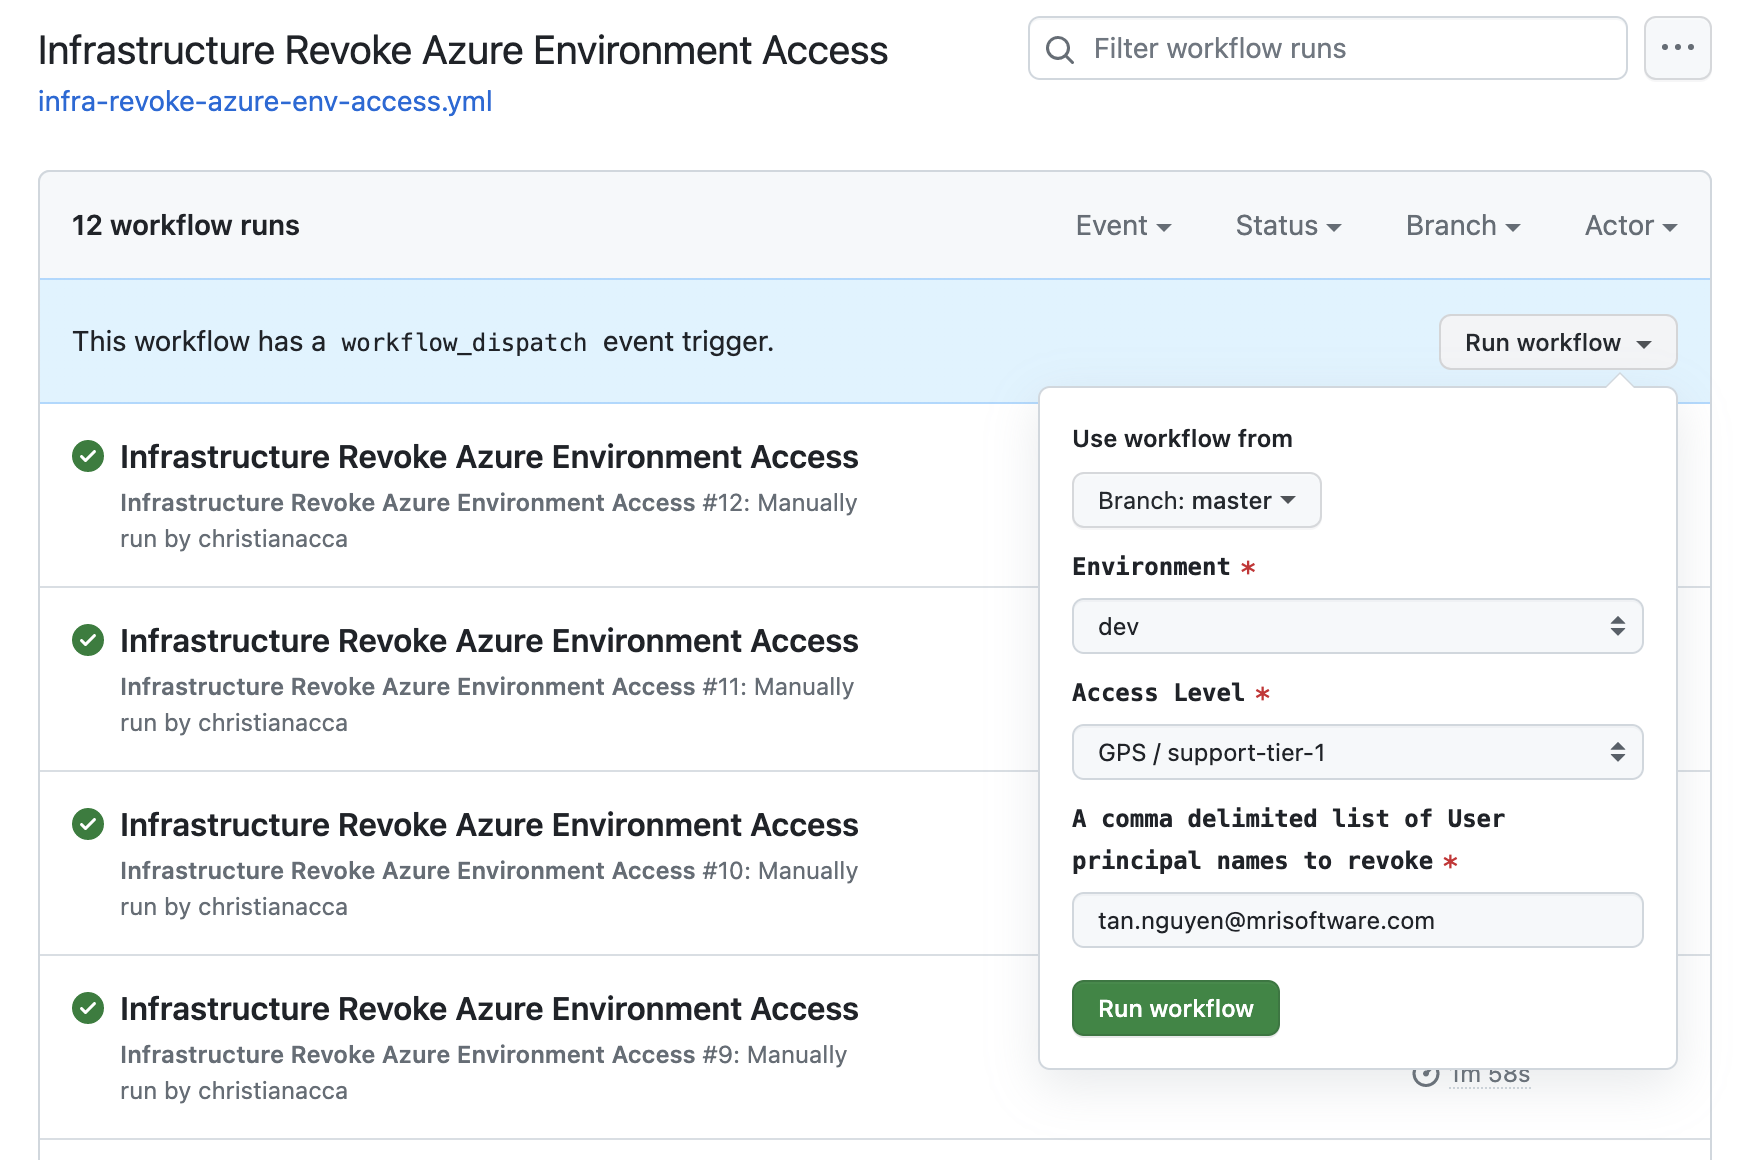 Infrastructure Revoke Azure Environment Access
Filter workflow runs
infra-revoke-azure-env-access.yml
12 workflow runs
Event
Status
Branch
Actor
This workflow has a workflow_dispatch event trigger.
Run workflow
Infrastructure Revoke Azure Environment Access
Infrastructure Revoke Azure Environment Access #12: Manually
run by christianacca
Infrastructure Revoke Azure Environment Access
Infrastructure Revoke Azure Environment Access #11: Manually
run by christianacca
Infrastructure Revoke Azure Environment Access
Infrastructure Revoke Azure Environment Access #10: Manually
run by christianacca
Infrastructure Revoke Azure Environment Access
Infrastructure Revoke Azure Environment Access #9: Manually
run by christianacca
Use workflow from
Branch: master
Environment *
dev
Access Level *
GPS / support-tier-1
A comma delimited list of User
principal names to revoke *
tan.nguyen@mrisoftware.com
Run workflow
1m 58s